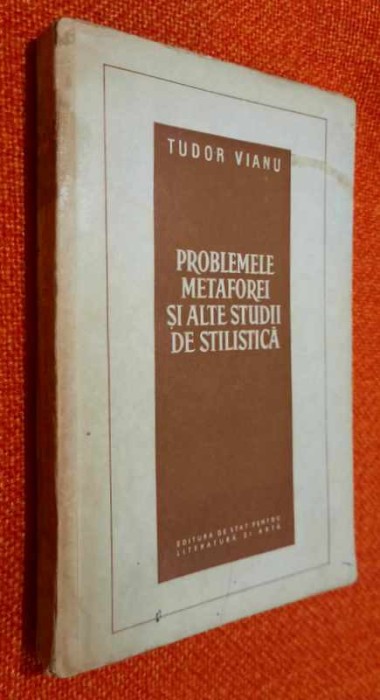 TUDOR VIANU
PROBLEMELE
METAFOREI
ȘI ALTE STUDII
DE STILISTICĂ
EDITURA DE STAT PENTRU
LITERATURĂ ȘI ARTĂ